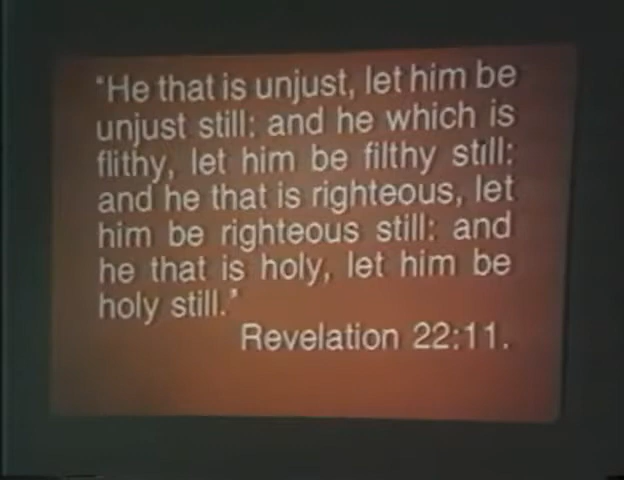 "He that is unjust, let him be
unjust still: and he which is
flithy, let him be filthy still:
and he that is righteous, let
him be righteous still: and
he that is holy, let him be
holy still."
Revelation 22:11.